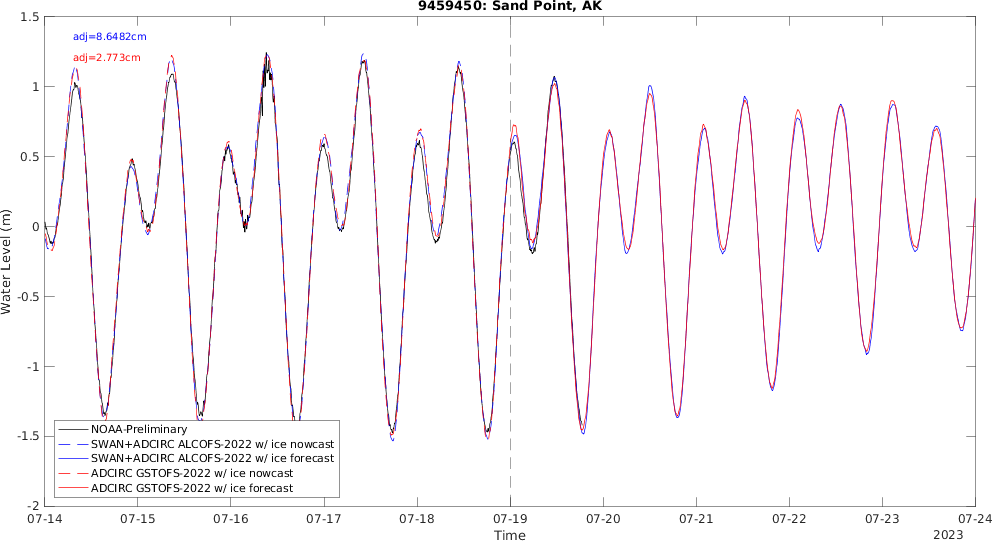 9459450: Sand Point, AK
adj=8.6482cm
adj=2.773cm
1.5
1
0.5
0
-0.5
-1
-1.5
-2
Water Level (m)
NOAA-Preliminary
SWAN+ADCIRC ALCOFS-2022 w/ ice nowcast
SWAN+ADCIRC ALCOFS-2022 w/ ice forecast
ADCIRC GSTOFS-2022 w/ ice nowcast
ADCIRC GSTOFS-2022 w/ ice forecast
07-14 07-15 07-16 07-17 07-18 07-19 07-20 07-21 07-22 07-23 07-24
Time
2023